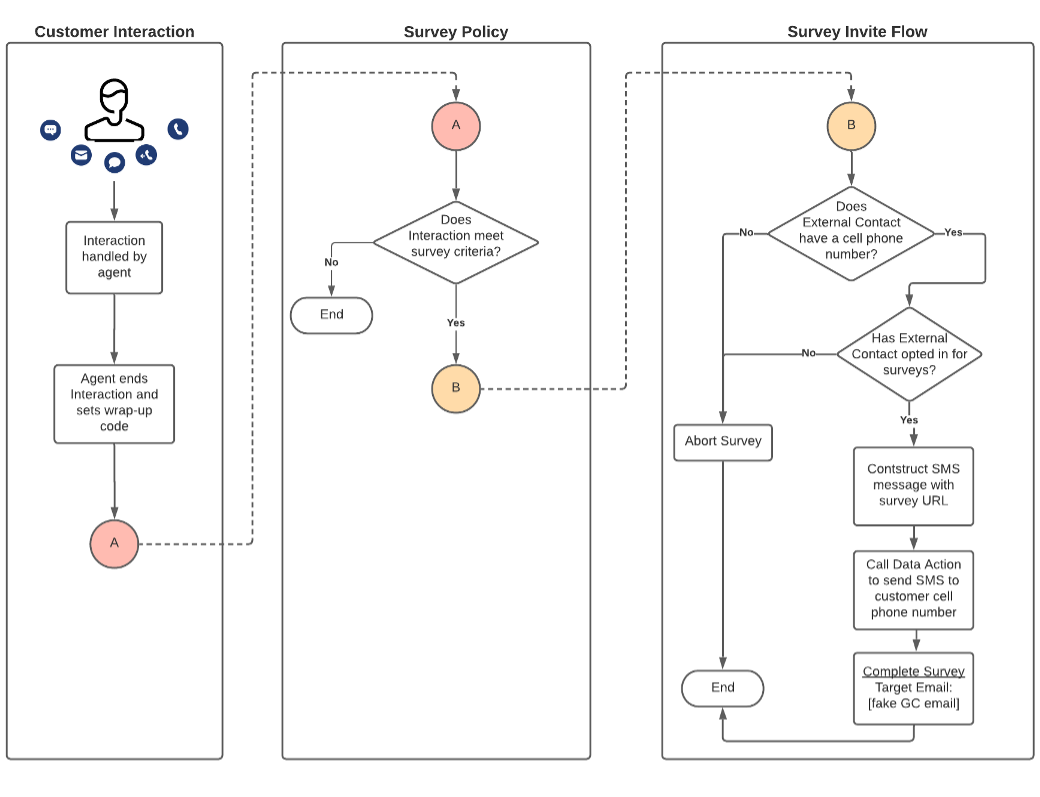 Customer Interaction
Interaction
handled by
agent
Agent ends
Interaction and
sets wrap-up
code
A
Survey Policy
A
Does
Interaction meet
survey criteria?
No
End
Yes
B
Survey Invite Flow
B
Does
External Contact
have a cell phone
number?
No
Yes
Has External
Contact opted in for
surveys?
No
Yes
Abort Survey
Contstruct SMS
message with
survey URL
Call Data Action
to send SMS to
customer cell
phone number
Complete Survey
Target Email:
[fake GC email]
End